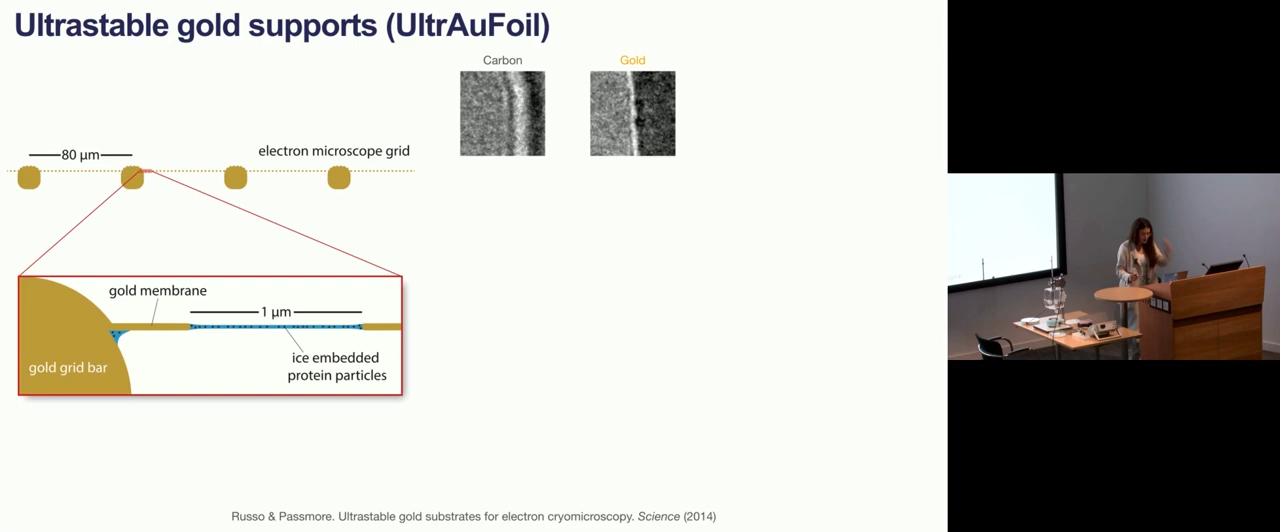 Ultrastable gold supports (UltrAuFoil)
Carbon
Gold
80 µm
electron microscope grid
gold membrane
1 µm
ice embedded
protein particles
gold grid bar
Russo & Passmore. Ultrastable gold substrates for electron cryomicroscopy. Science (2014)